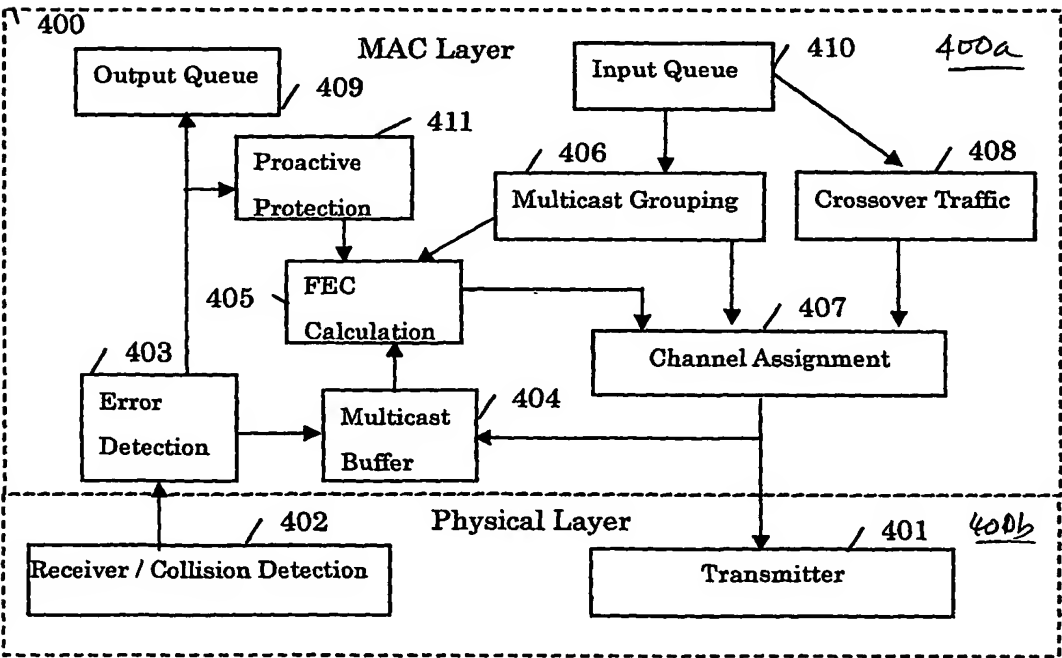 400
MAC Layer
410
400a
Output Queue
409
Input Queue
411
Proactive
Protection
406
Multicast Grouping
408
Crossover Traffic
405
FEC
Calculation
407
Channel Assignment
403
Error
Detection
Multicast
Buffer
404
Physical Layer
400b
402
Receiver / Collision Detection
401
Transmitter